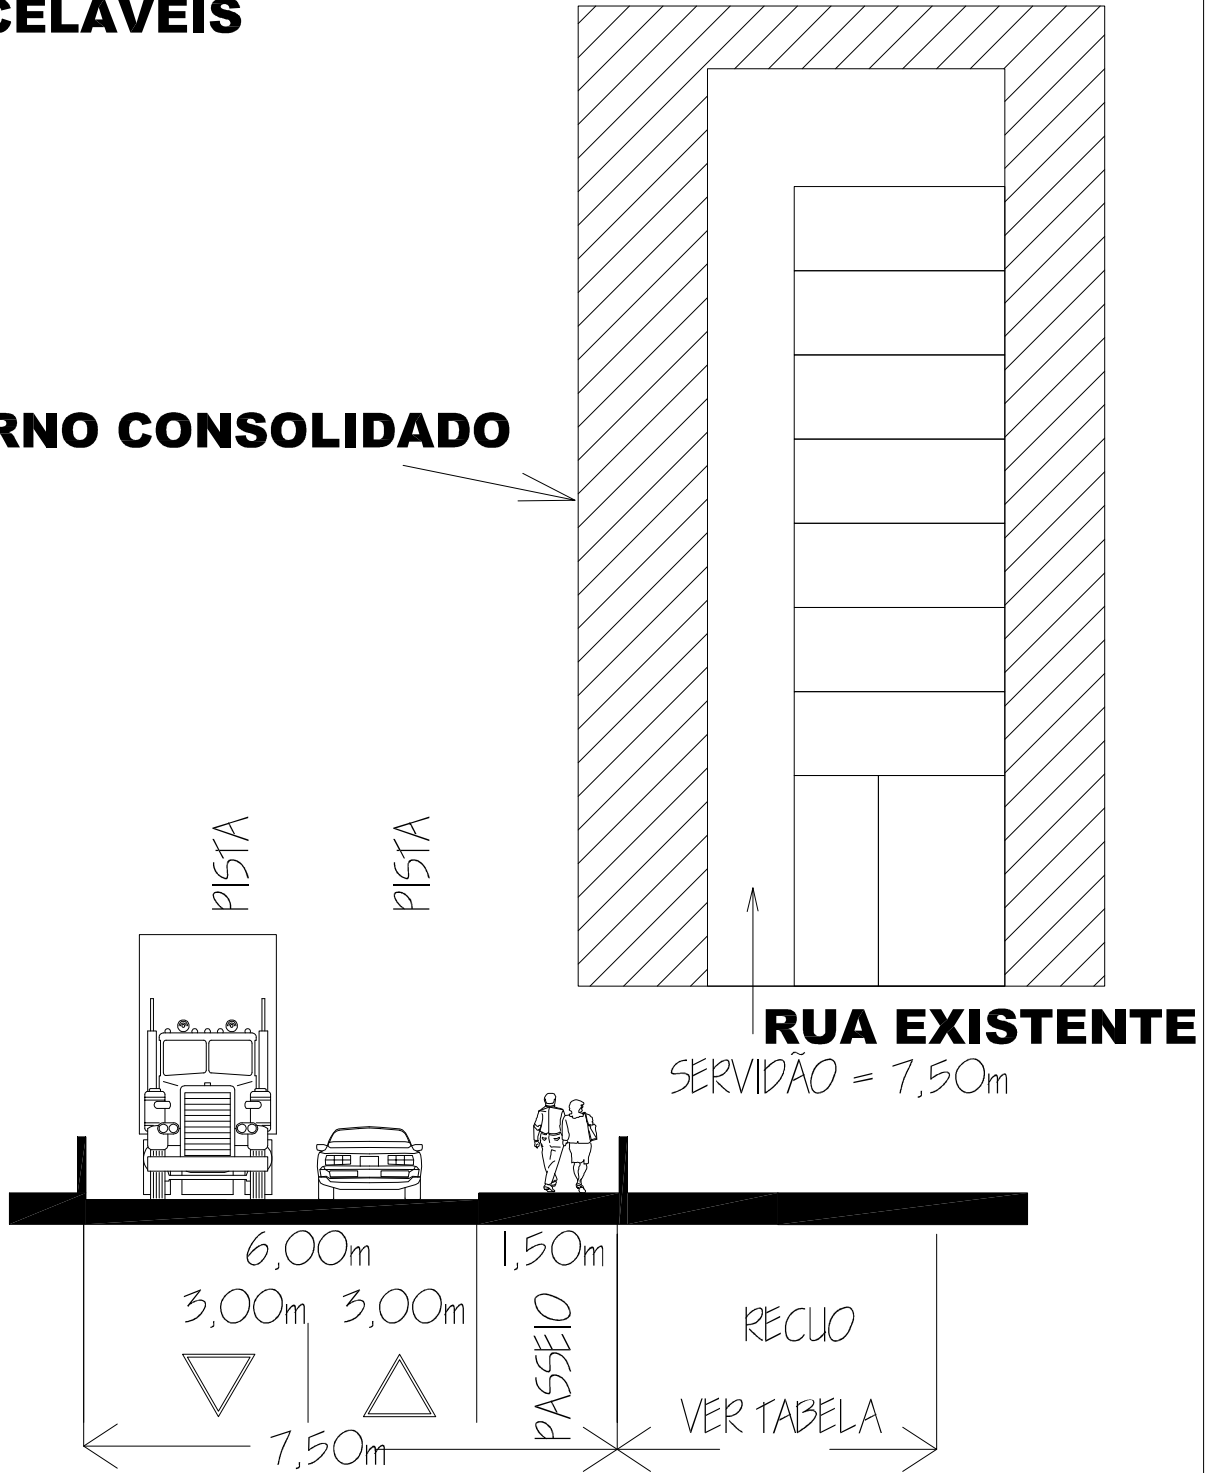 CELÁVEIS
RNO CONSOLIDADO
PISTA
PISTA
RUA EXISTENTE
SERVIDÃO = 7,50m
6,00m
1,50m
3,00m
3,00m
PASSEIO
RECUO
VER TABELA
7,50m